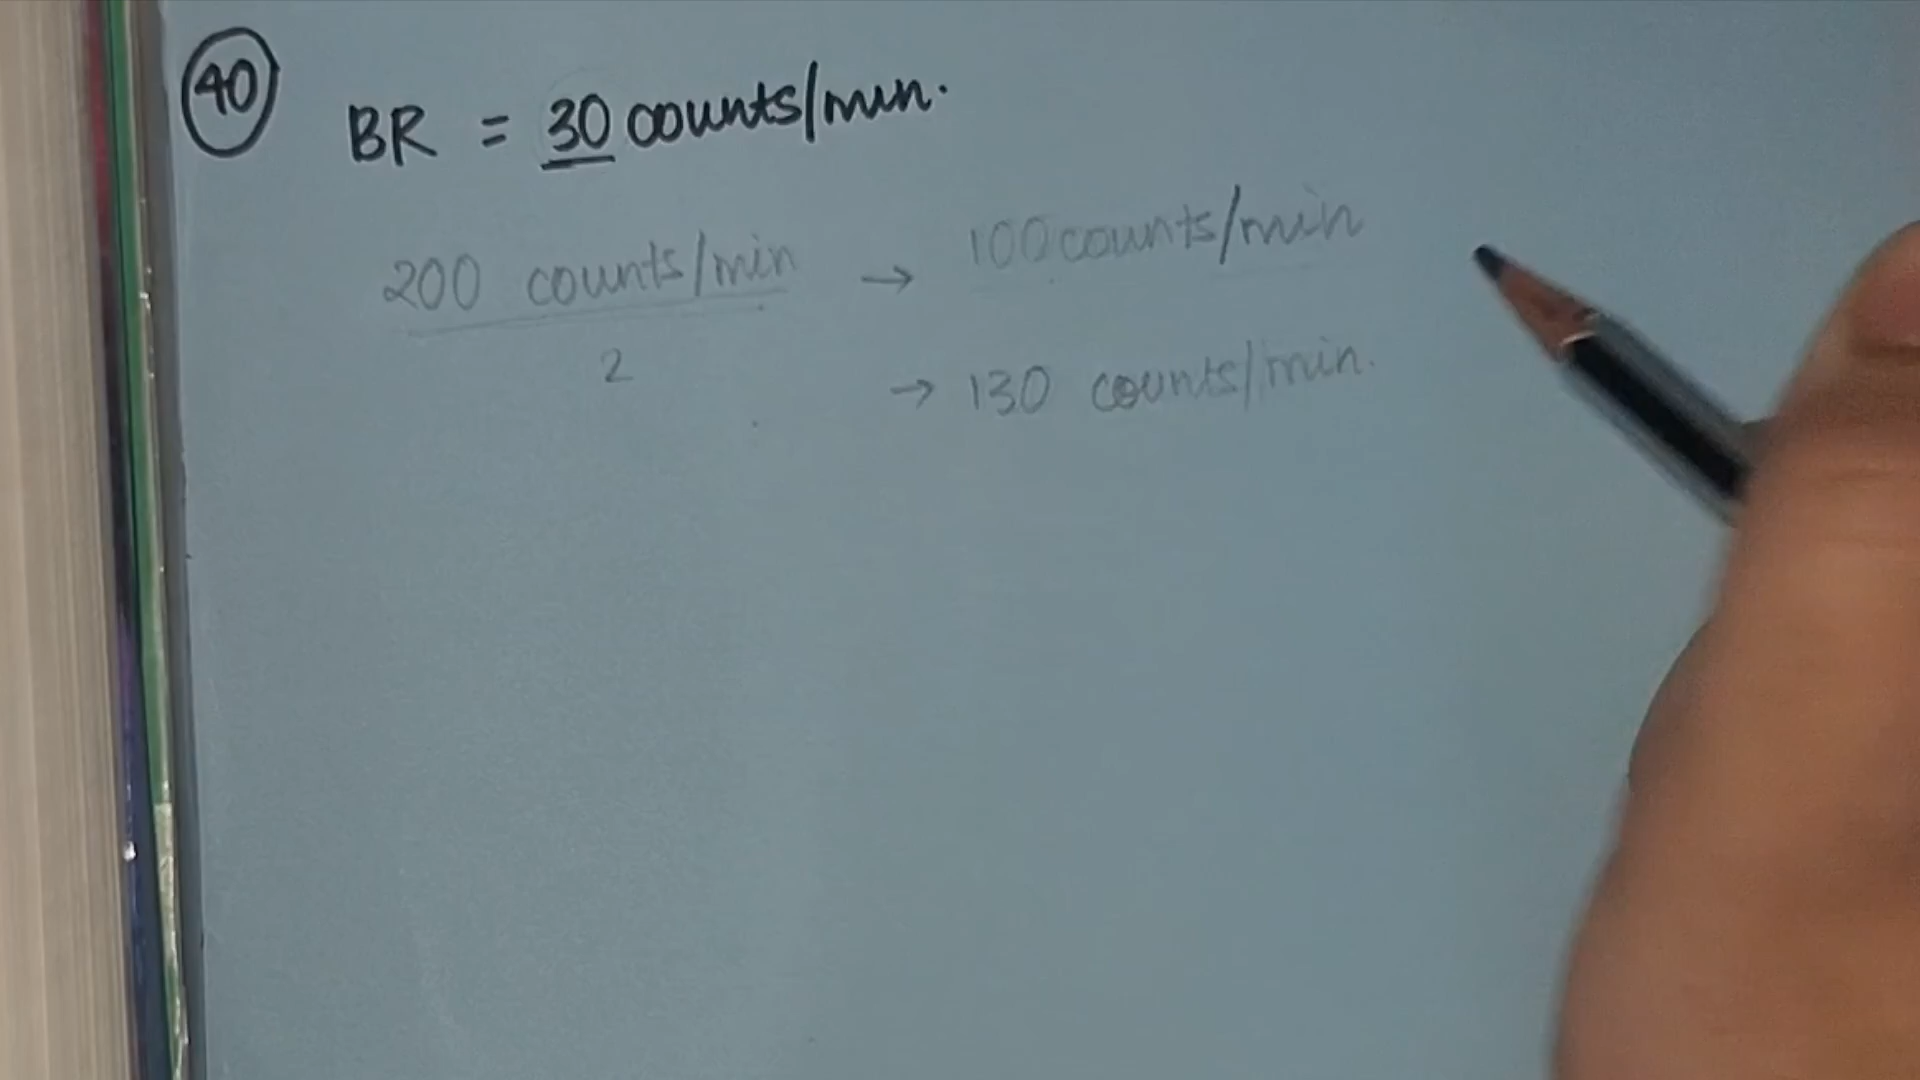 40 BR = 30 counts/min.
200 counts/min → 100 counts/min
2
→ 130 counts/min.